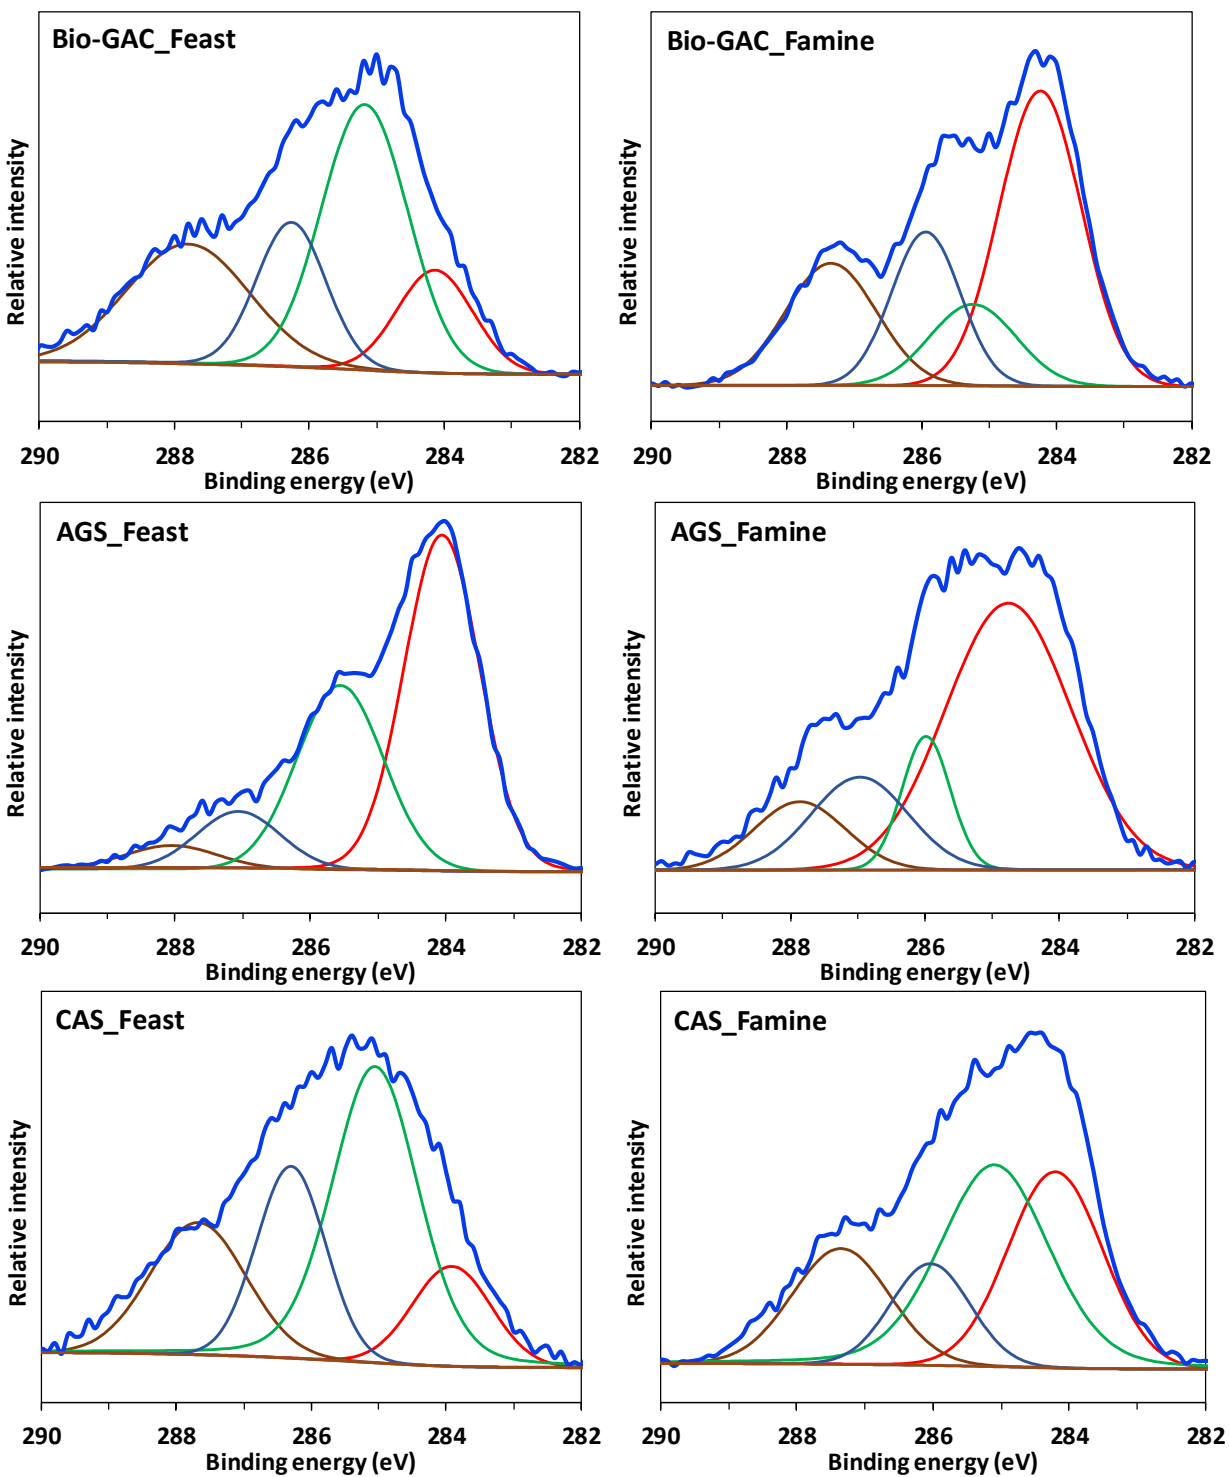 Bio-GAC_Feast
Relative intensity
290 288 286 284 282
Binding energy (eV)
Bio-GAC_Famine
Relative intensity
290 288 286 284 282
Binding energy (eV)
AGS_Feast
Relative intensity
290 288 286 284 282
Binding energy (eV)
AGS_Famine
Relative intensity
290 288 286 284 282
Binding energy (eV)
CAS_Feast
Relative intensity
290 288 286 284 282
Binding energy (eV)
CAS_Famine
Relative intensity
290 288 286 284 282
Binding energy (eV)